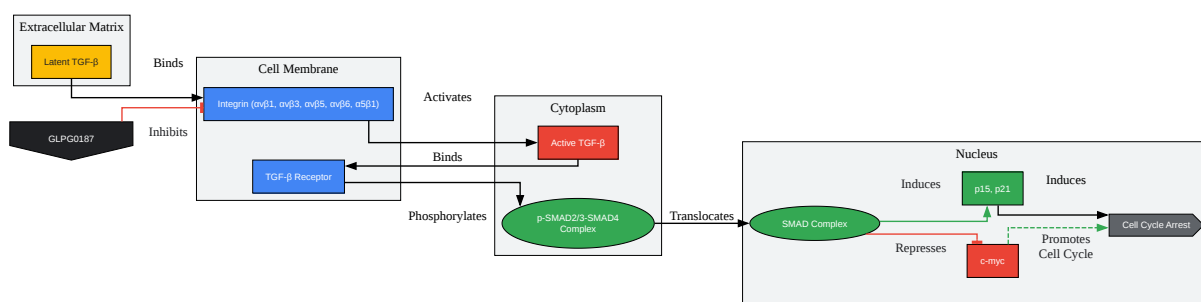 Extracellular Matrix
Latent TGF-β
Binds
Cell Membrane
Integrin (αvβ1, αvβ3, αvβ5, αvβ6, α5β1)
Activates
GLPG0187
Inhibits
Cytoplasm
Active TGF-β
Binds
TGF-β Receptor
Phosphorylates
p-SMAD2/3-SMAD4
Complex
Translocates
Nucleus
Induces
p15, p21
Induces
SMAD Complex
Cell Cycle Arrest
Represses
c-myc
Promotes
Cell Cycle